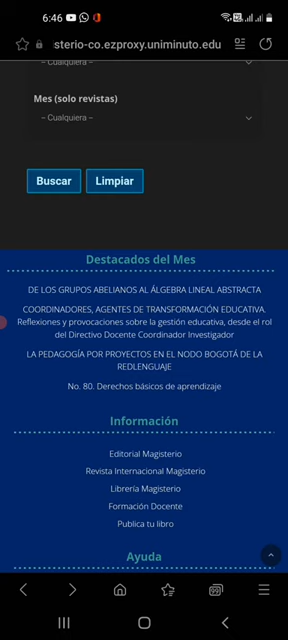 6:46
sterio-co.ezproxy.uniminuto.edu
– Cualquiera –
Mes (solo revistas)
– Cualquiera –
Buscar
Limpiar
Destacados del Mes
DE LOS GRUPOS ABELIANOS AL ÁLGEBRA LINEAL ABSTRACTA
COORDINADORES, AGENTES DE TRANSFORMACIÓN EDUCATIVA.
Reflexiones y provocaciones sobre la gestión educativa, desde el rol
del Directivo Docente Coordinador Investigador
LA PEDAGOGÍA POR PROYECTOS EN EL NODO BOGOTÁ DE LA
REDLENGUAJE
No. 80. Derechos básicos de aprendizaje
Información
Editorial Magisterio
Revista Internacional Magisterio
Librería Magisterio
Formación Docente
Publica tu libro
Ayuda